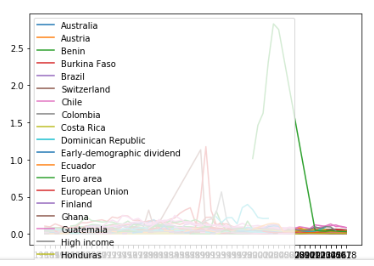 2.5
2.0
1.5
1.0
0.5
0.0
Australia
Austria
Benin
Burkina Faso
Brazil
Switzerland
Chile
Colombia
Costa Rica
Dominican Republic
Early-demographic dividend
Ecuador
Euro area
European Union
Finland
Ghana
Guatemala
High income
Honduras